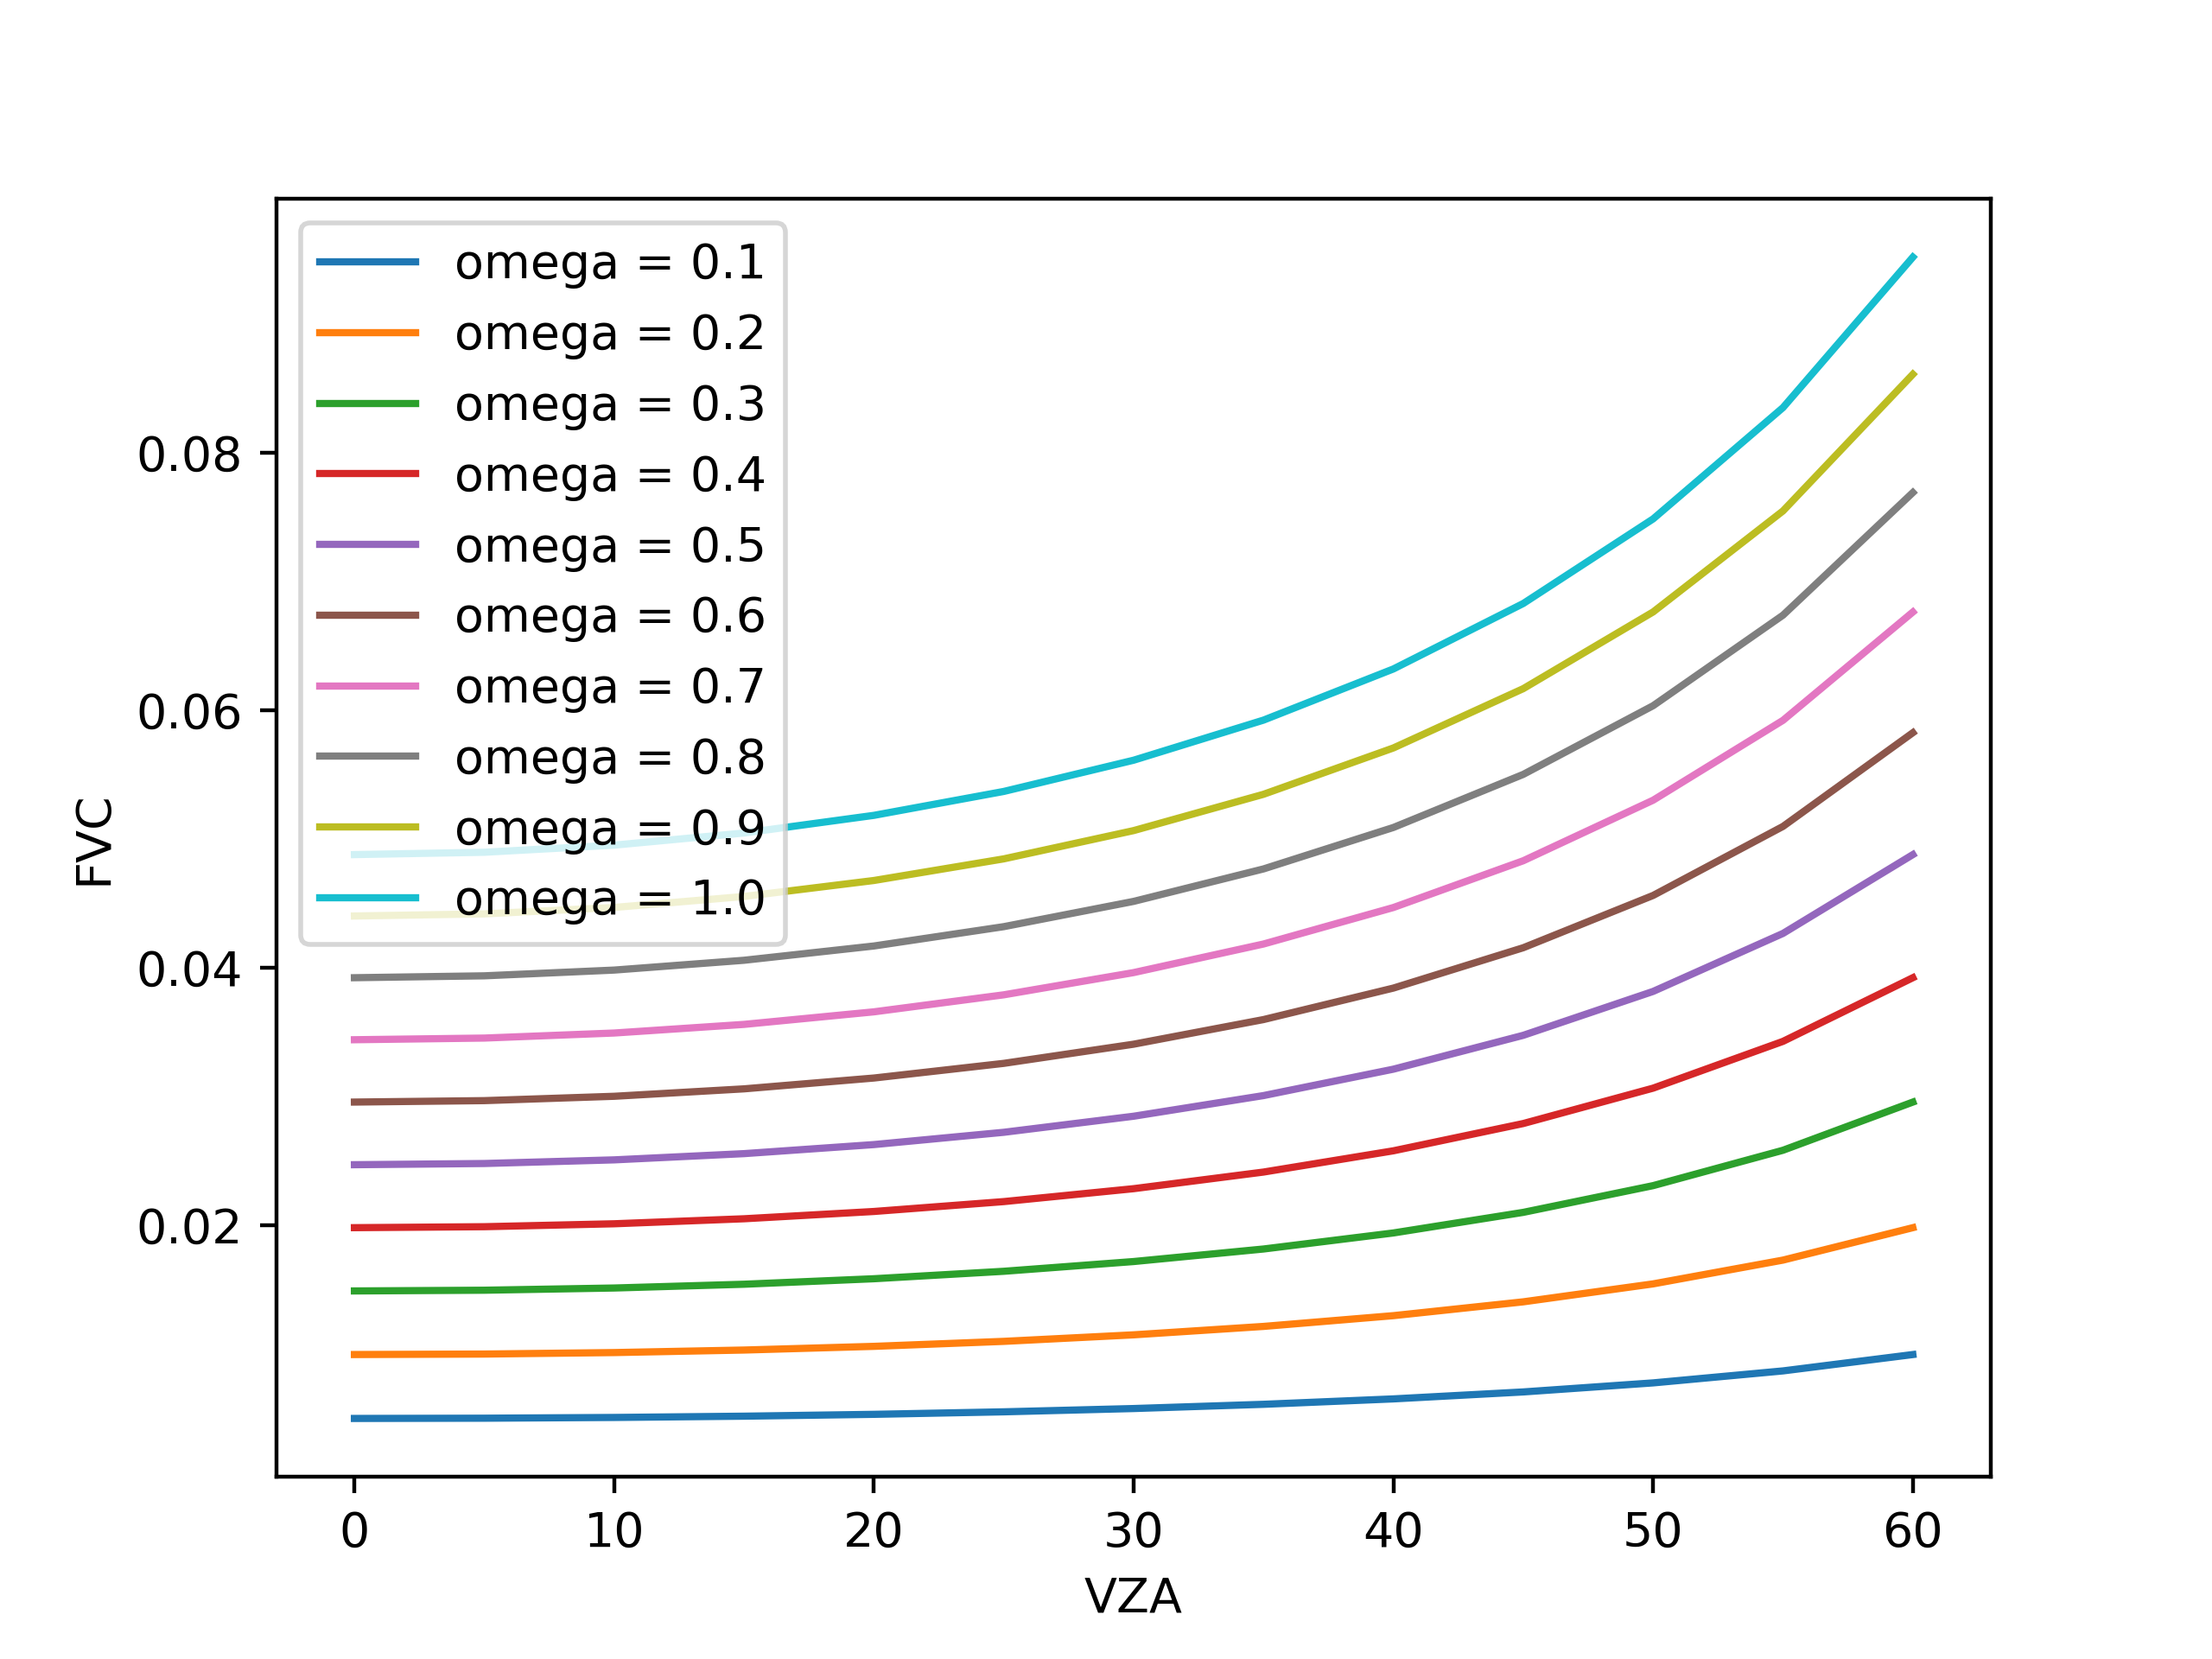 omega = 0.1
omega = 0.2
omega = 0.3
omega = 0.4
omega = 0.5
omega = 0.6
omega = 0.7
omega = 0.8
omega = 0.9
omega = 1.0
0.08
0.06
0.04
0.02
FVC
0 10 20 30 40 50 60
VZA